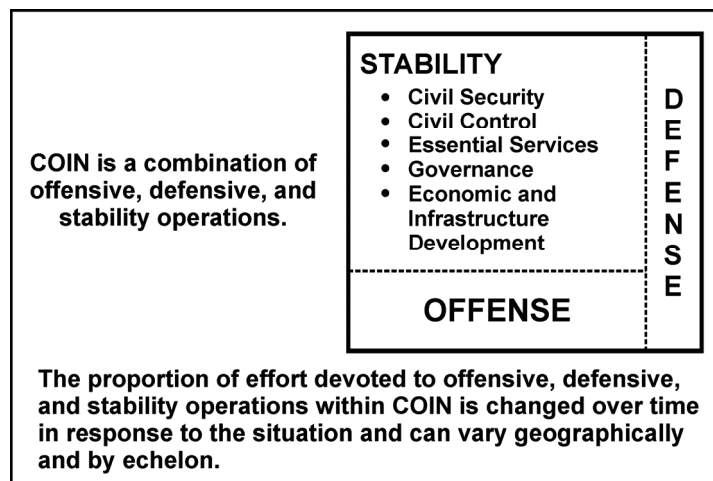 COIN is a combination of
offensive, defensive, and
stability operations.
STABILITY
• Civil Security
• Civil Control
• Essential Services
• Governance
• Economic and
Infrastructure
Development
DEFENSE
OFFENSE
The proportion of effort devoted to offensive, defensive,
and stability operations within COIN is changed over time
in response to the situation and can vary geographically
and by echelon.